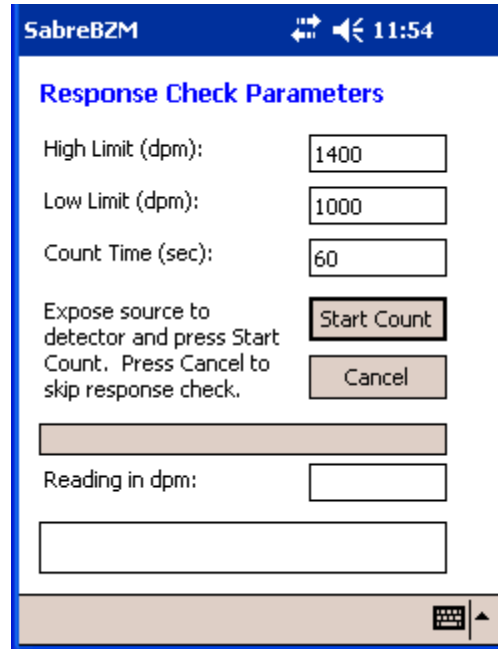 SabreBZM 11:54
Response Check Parameters
High Limit (dpm): 1400
Low Limit (dpm): 1000
Count Time (sec): 60
Expose source to
detector and press Start
Count. Press Cancel to
skip response check.
Start Count
Cancel
Reading in dpm: